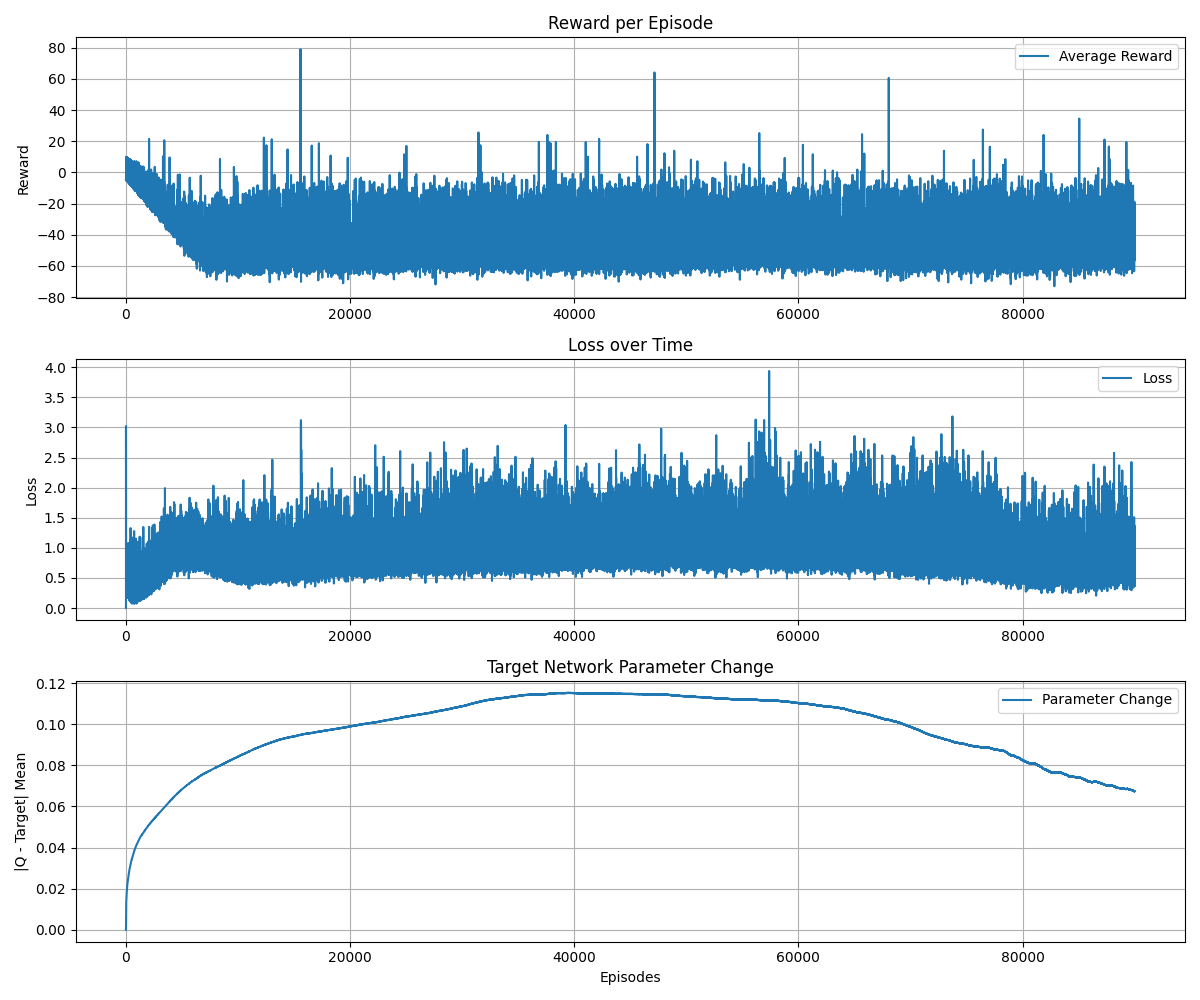 Reward per Episode
Average Reward
Reward
80
60
40
20
0
−20
−40
−60
−80
0 20000 40000 60000 80000
Loss over Time
Loss
Loss
4.0
3.5
3.0
2.5
2.0
1.5
1.0
0.5
0.0
0 20000 40000 60000 80000
Target Network Parameter Change
Parameter Change
|Q - Target| Mean
0.12
0.10
0.08
0.06
0.04
0.02
0.00
0 20000 40000 60000 80000
Episodes